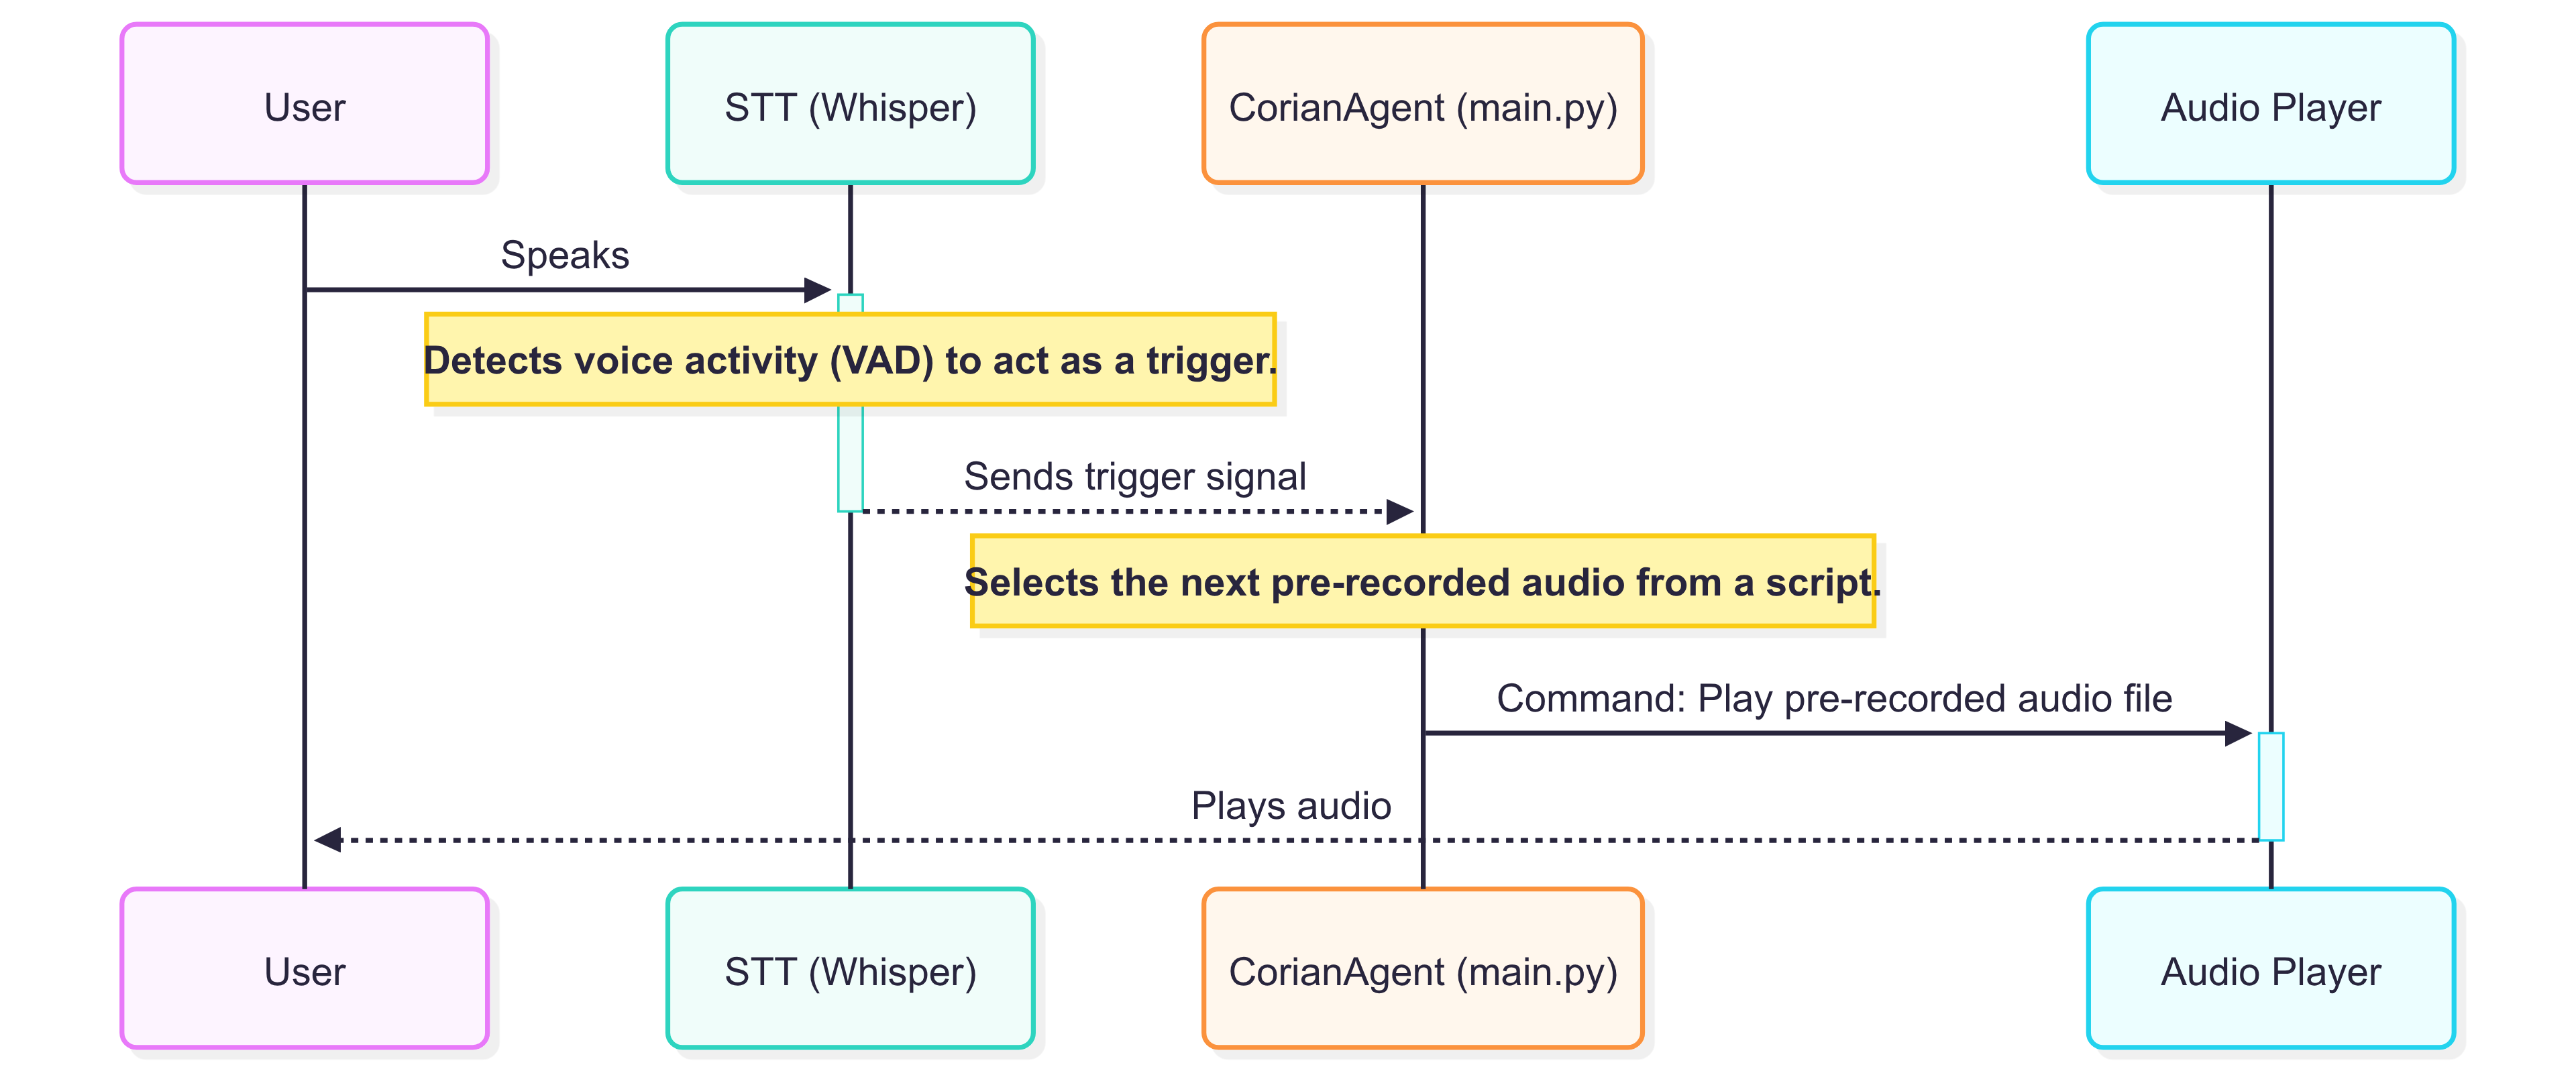 User
STT (Whisper)
CorianAgent (main.py)
Audio Player
Speaks
Detects voice activity (VAD) to act as a trigger.
Sends trigger signal
Selects the next pre-recorded audio from a script.
Command: Play pre-recorded audio file
Plays audio
User
STT (Whisper)
CorianAgent (main.py)
Audio Player